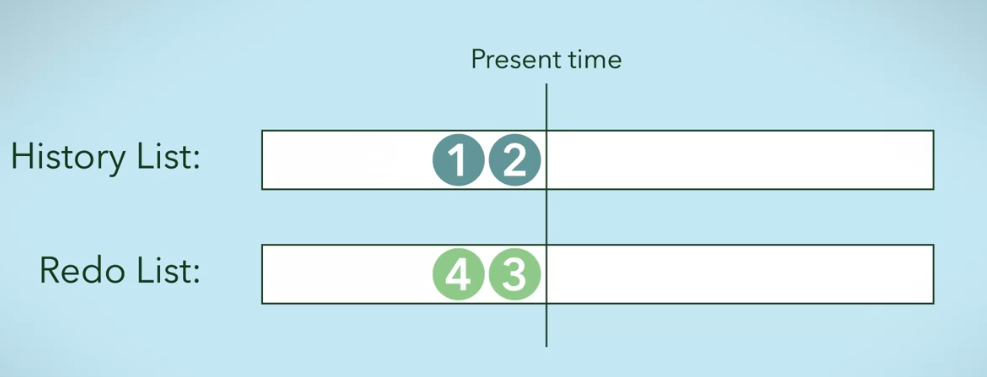 Present time
History List: 1 2
Redo List: 4 3